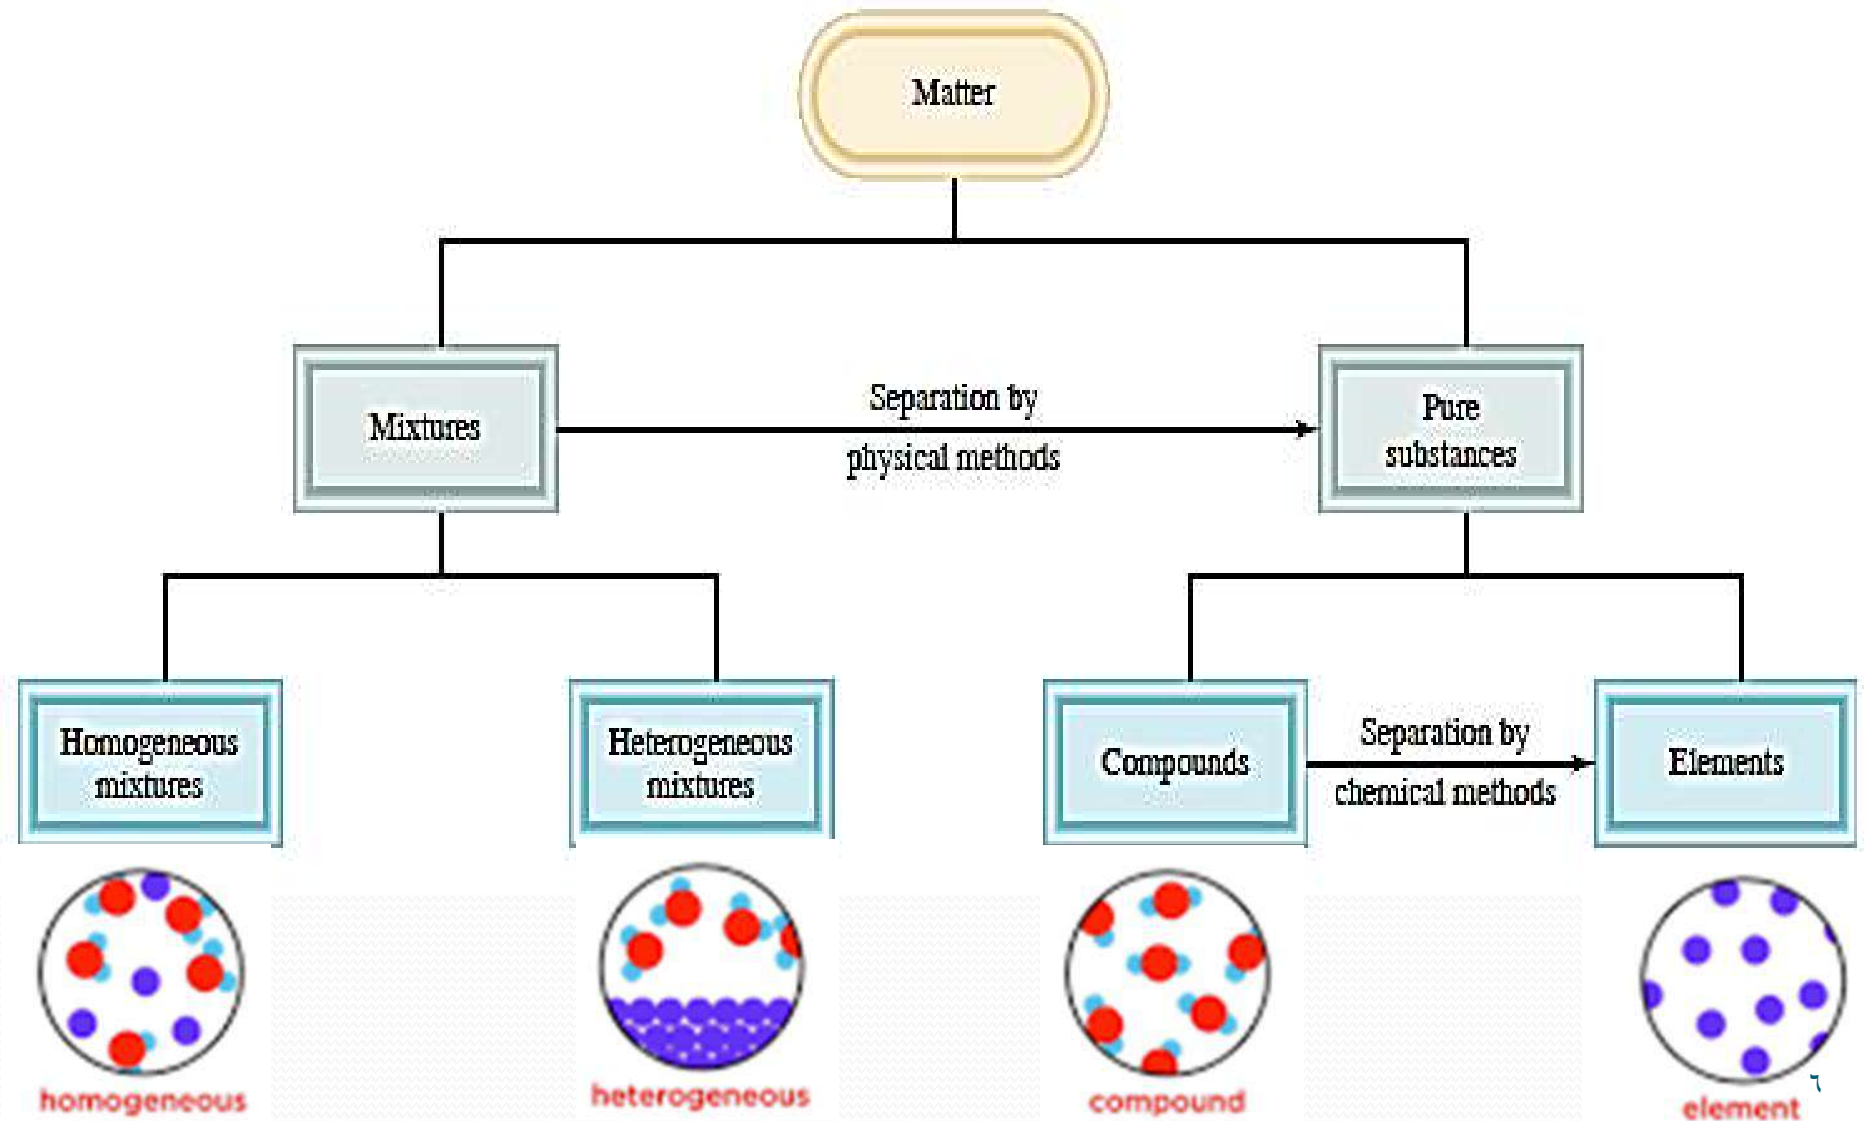 Matter
Separation by
physical methods
Mixtures
Pure
substances
Homogeneous
mixtures
Heterogeneous
mixtures
Compounds
Separation by
chemical methods
Elements
homogeneous
heterogeneous
compound
element
٦